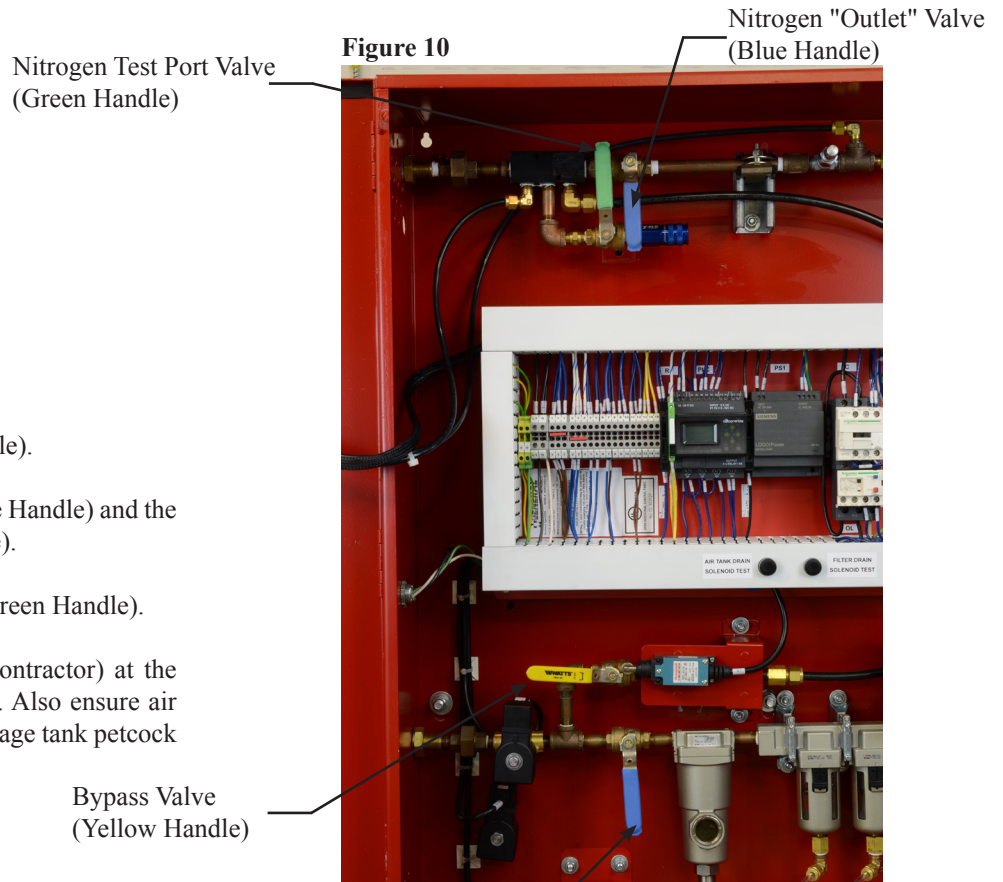 Nitrogen "Outlet" Valve
(Blue Handle)
Figure 10
Nitrogen Test Port Valve
(Green Handle)
le).
e Handle) and the
).
reen Handle).
ontractor) at the
. Also ensure air
age tank petcock
PS1
OL
AIR TANK DRAIN
SOLENOID TEST
FILTER DRAIN
SOLENOID TEST
Bypass Valve
(Yellow Handle)